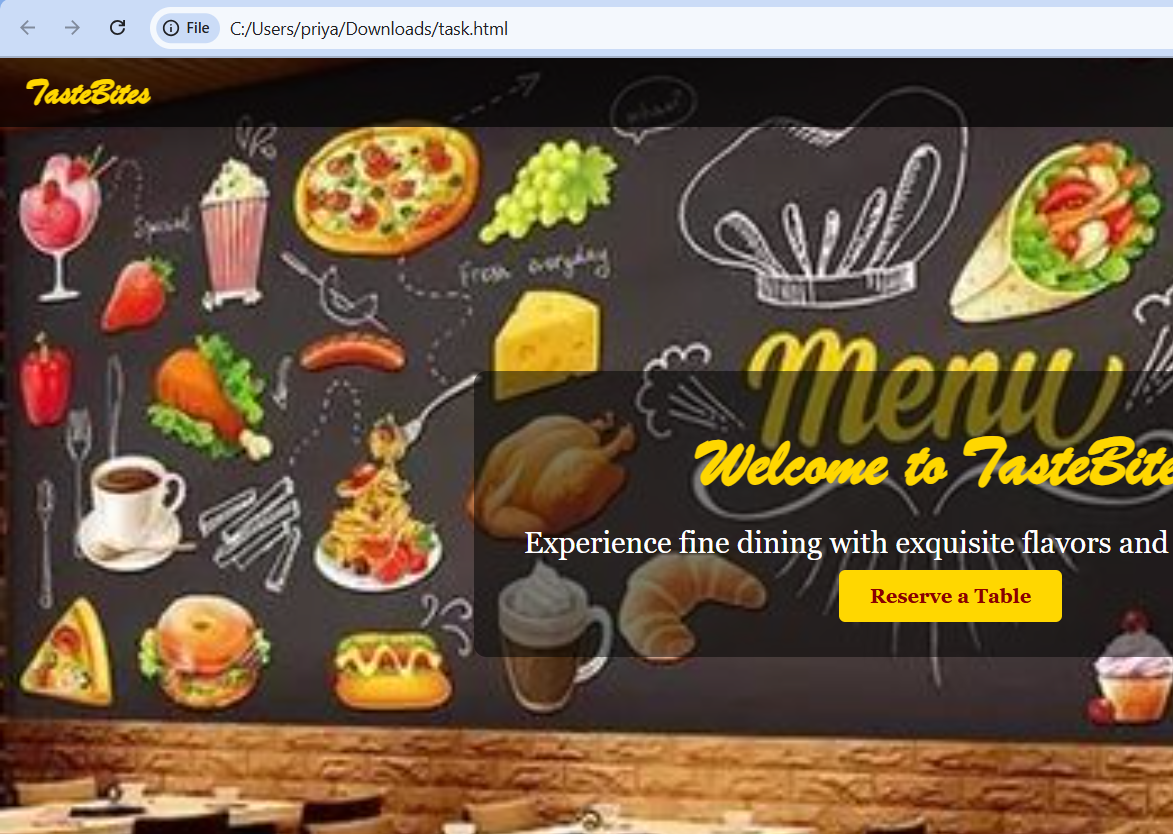 File
C:/Users/priya/Downloads/task.html
TasteBites
Special
Fresh everyday
Menu
Welcome to TasteBite
Experience fine dining with exquisite flavors and
Reserve a Table